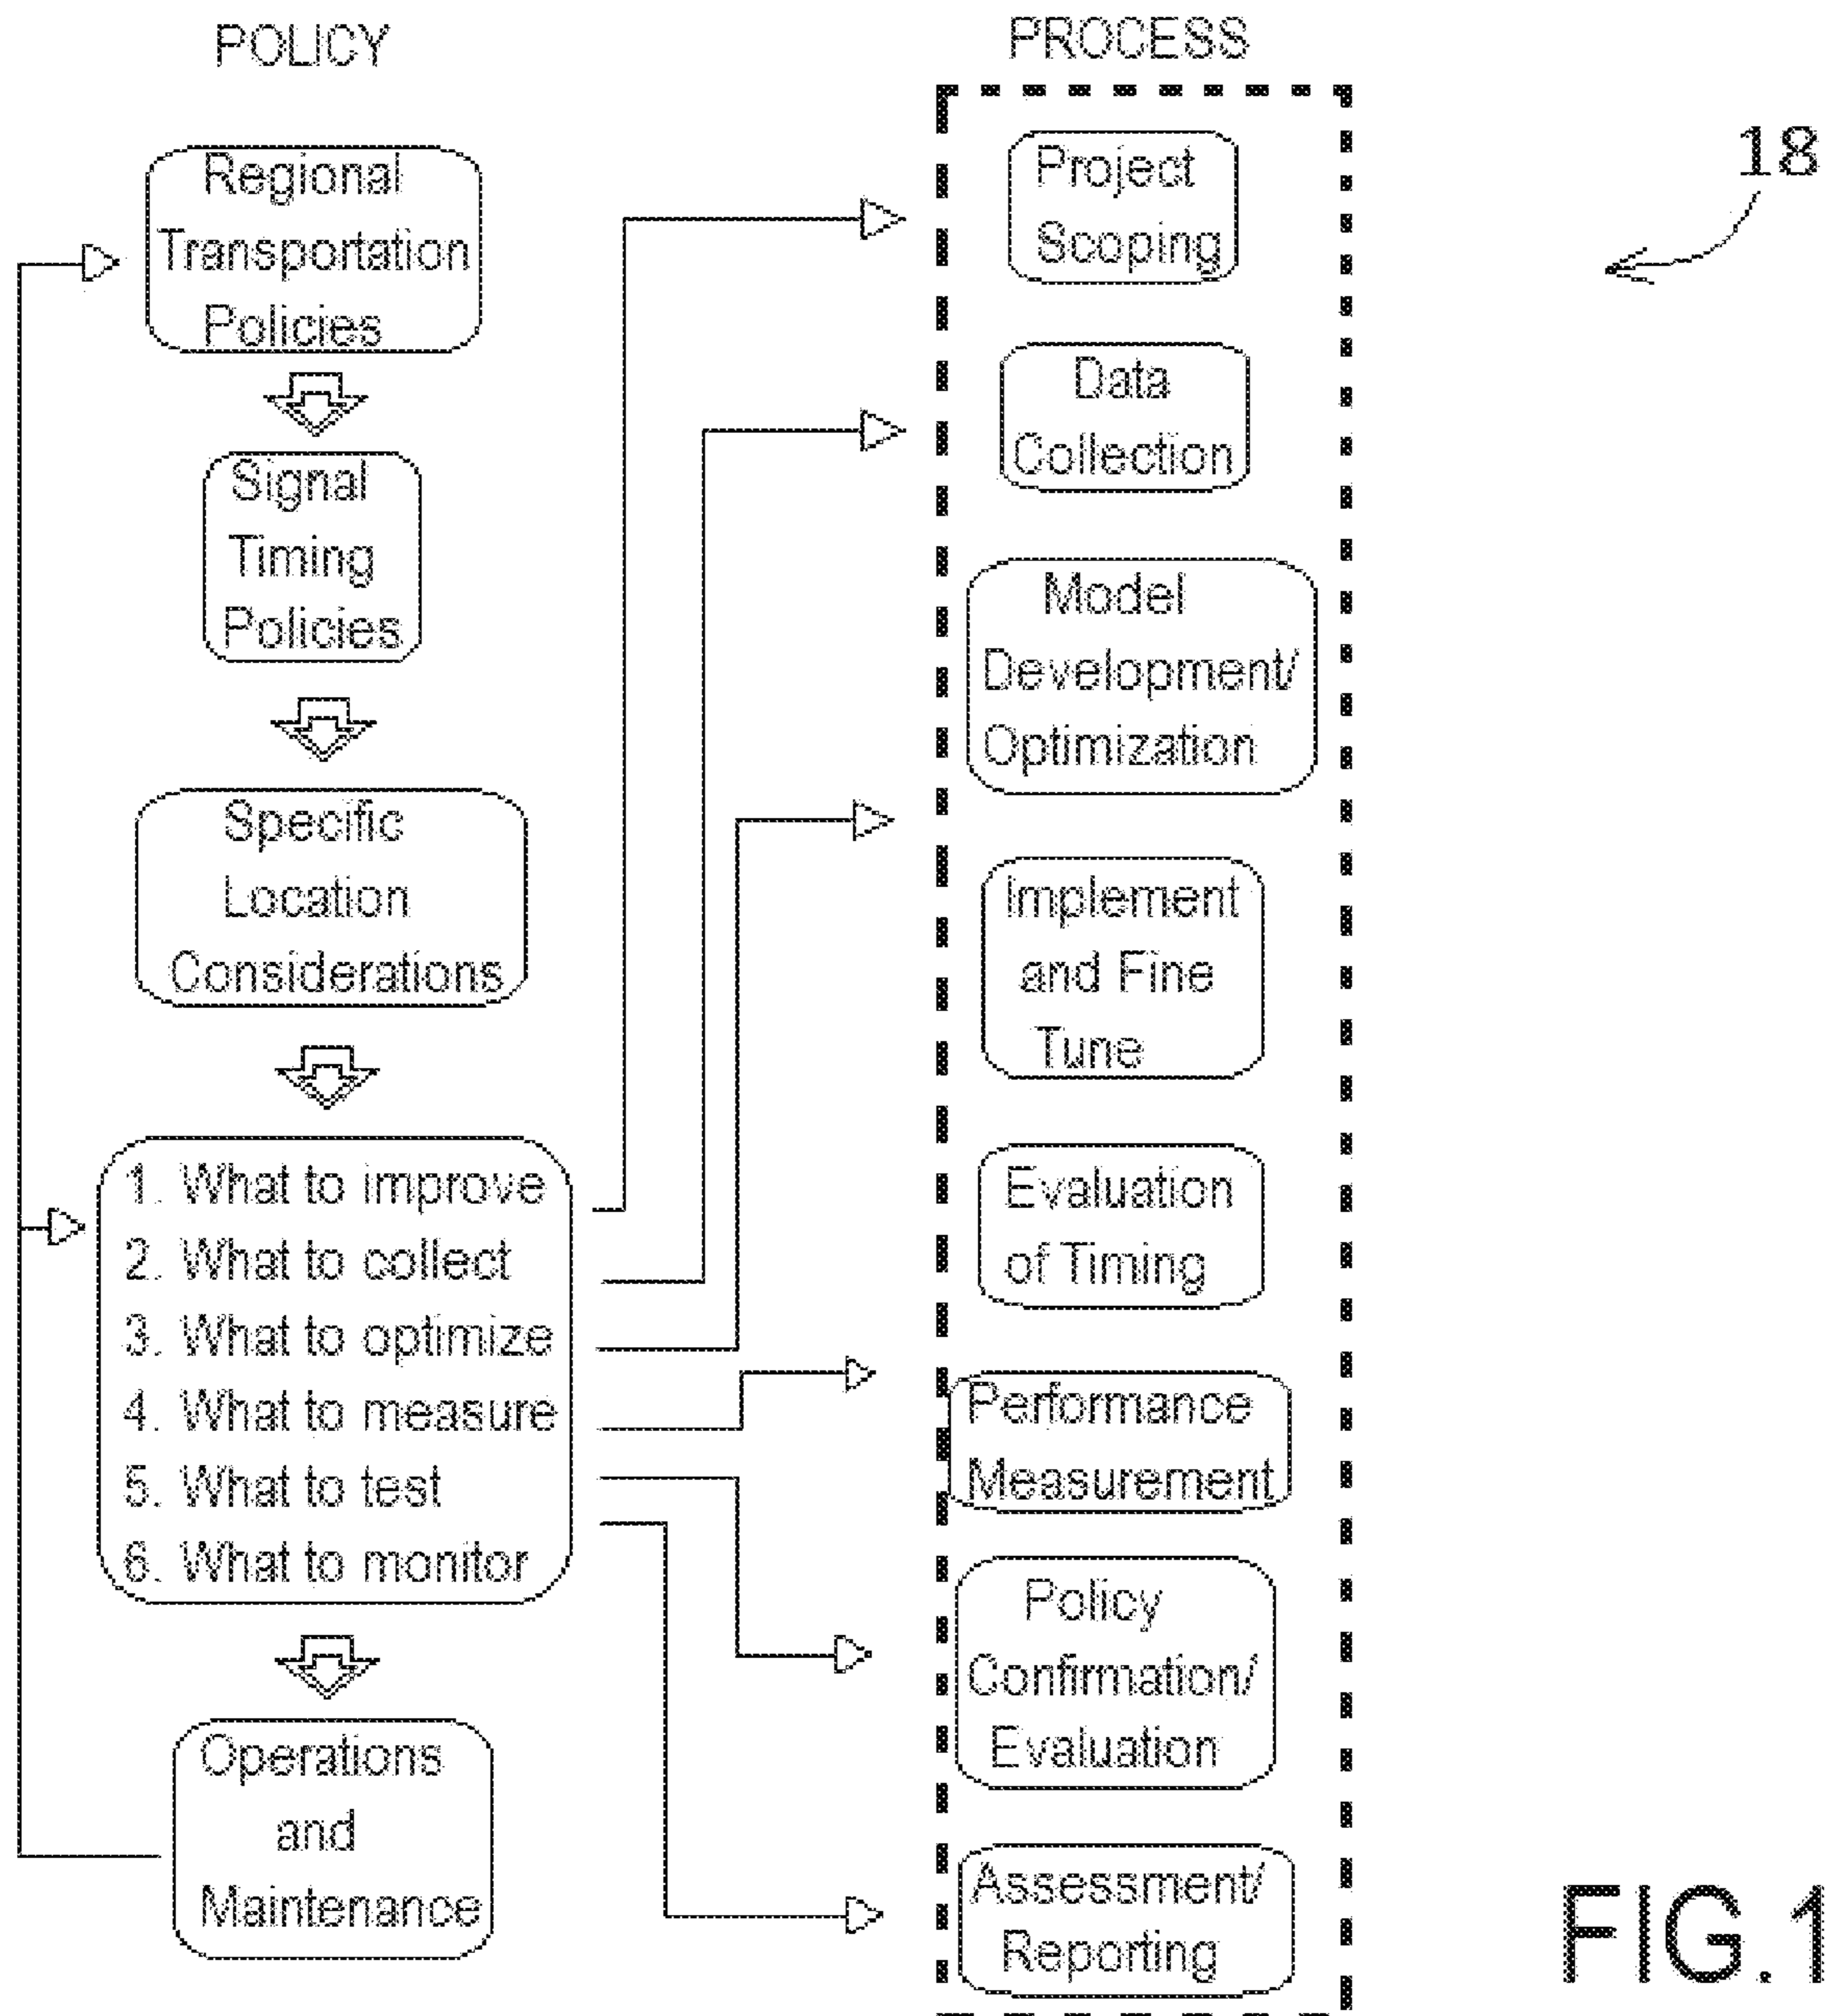 POLICY
Regional
Transportation
Policies
Signal
Timing
Policies
Specific
Location
Considerations
1. What to improve
2. What to collect
3. What to optimize
4. What to measure
5. What to test
6. What to monitor
Operations
and
Maintenance
PROCESS
Project
Scoping
Data
Collection
Model
Development/
Optimization
Implement
and Fine
Tune
Evaluation
of Timing
Performance
Measurement
Policy
Confirmation/
Evaluation
Assessment/
Reporting
18
FIG.1